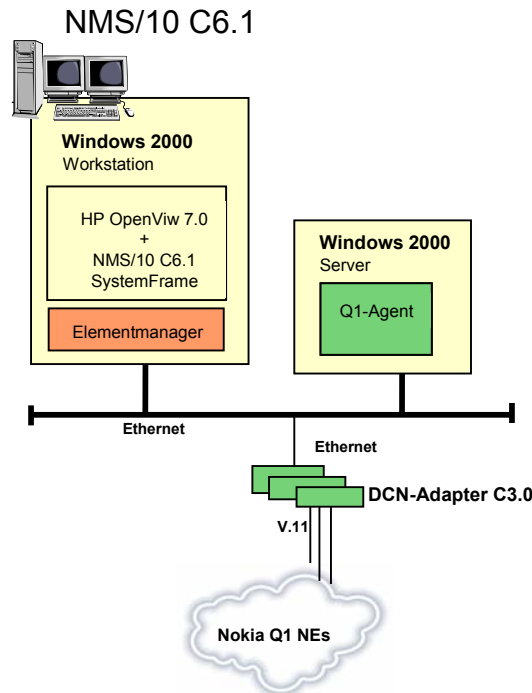 NMS/10 C6.1
Windows 2000
Workstation
HP OpenViw 7.0
+
NMS/10 C6.1
SystemFrame
Elementmanager
Windows 2000
Server
Q1-Agent
Ethernet
Ethernet
DCN-Adapter C3.0
V.11
Nokia Q1 NEs